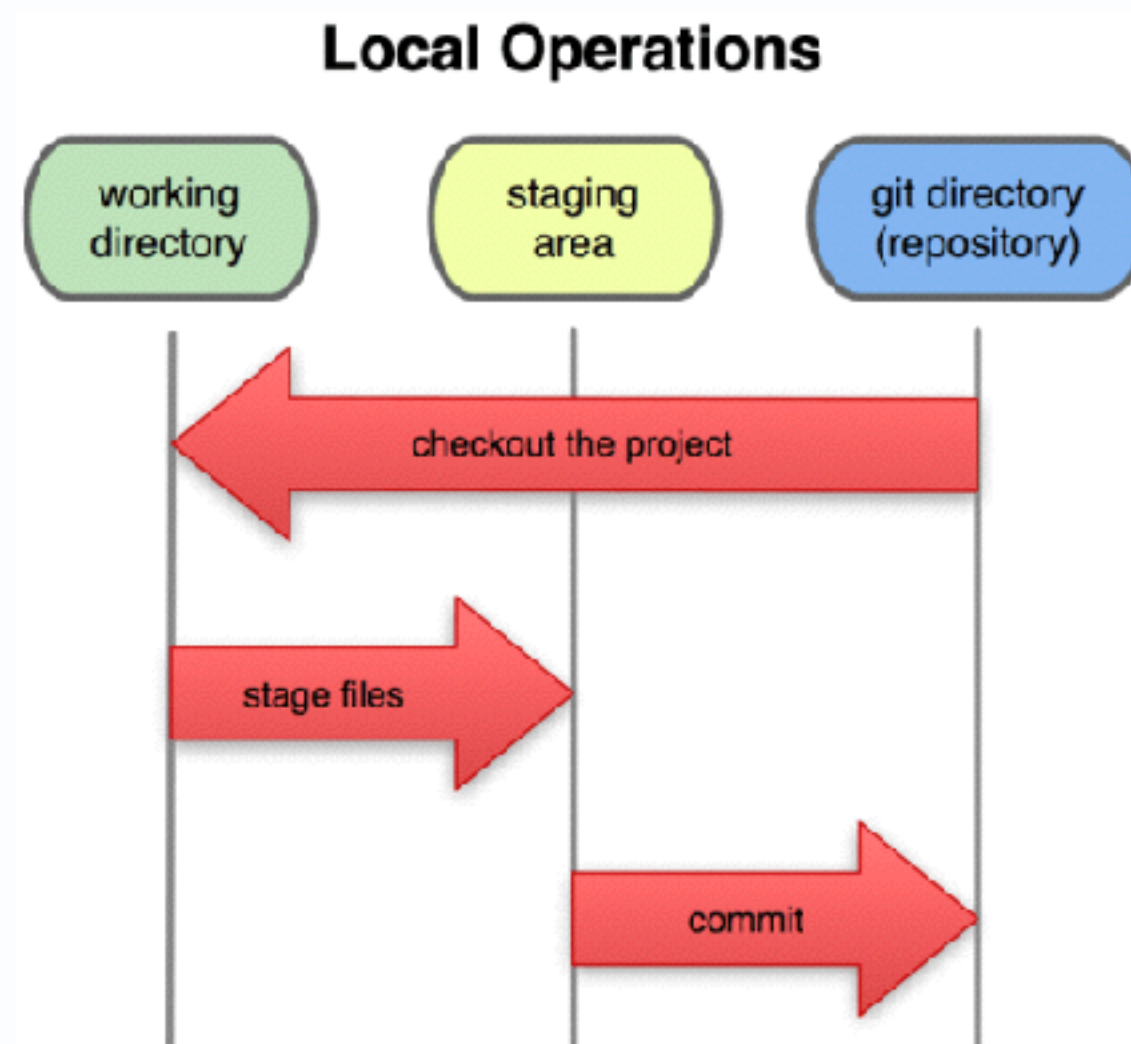 Local Operations
working
directory
staging
area
git directory
(repository)
checkout the project
stage files
commit